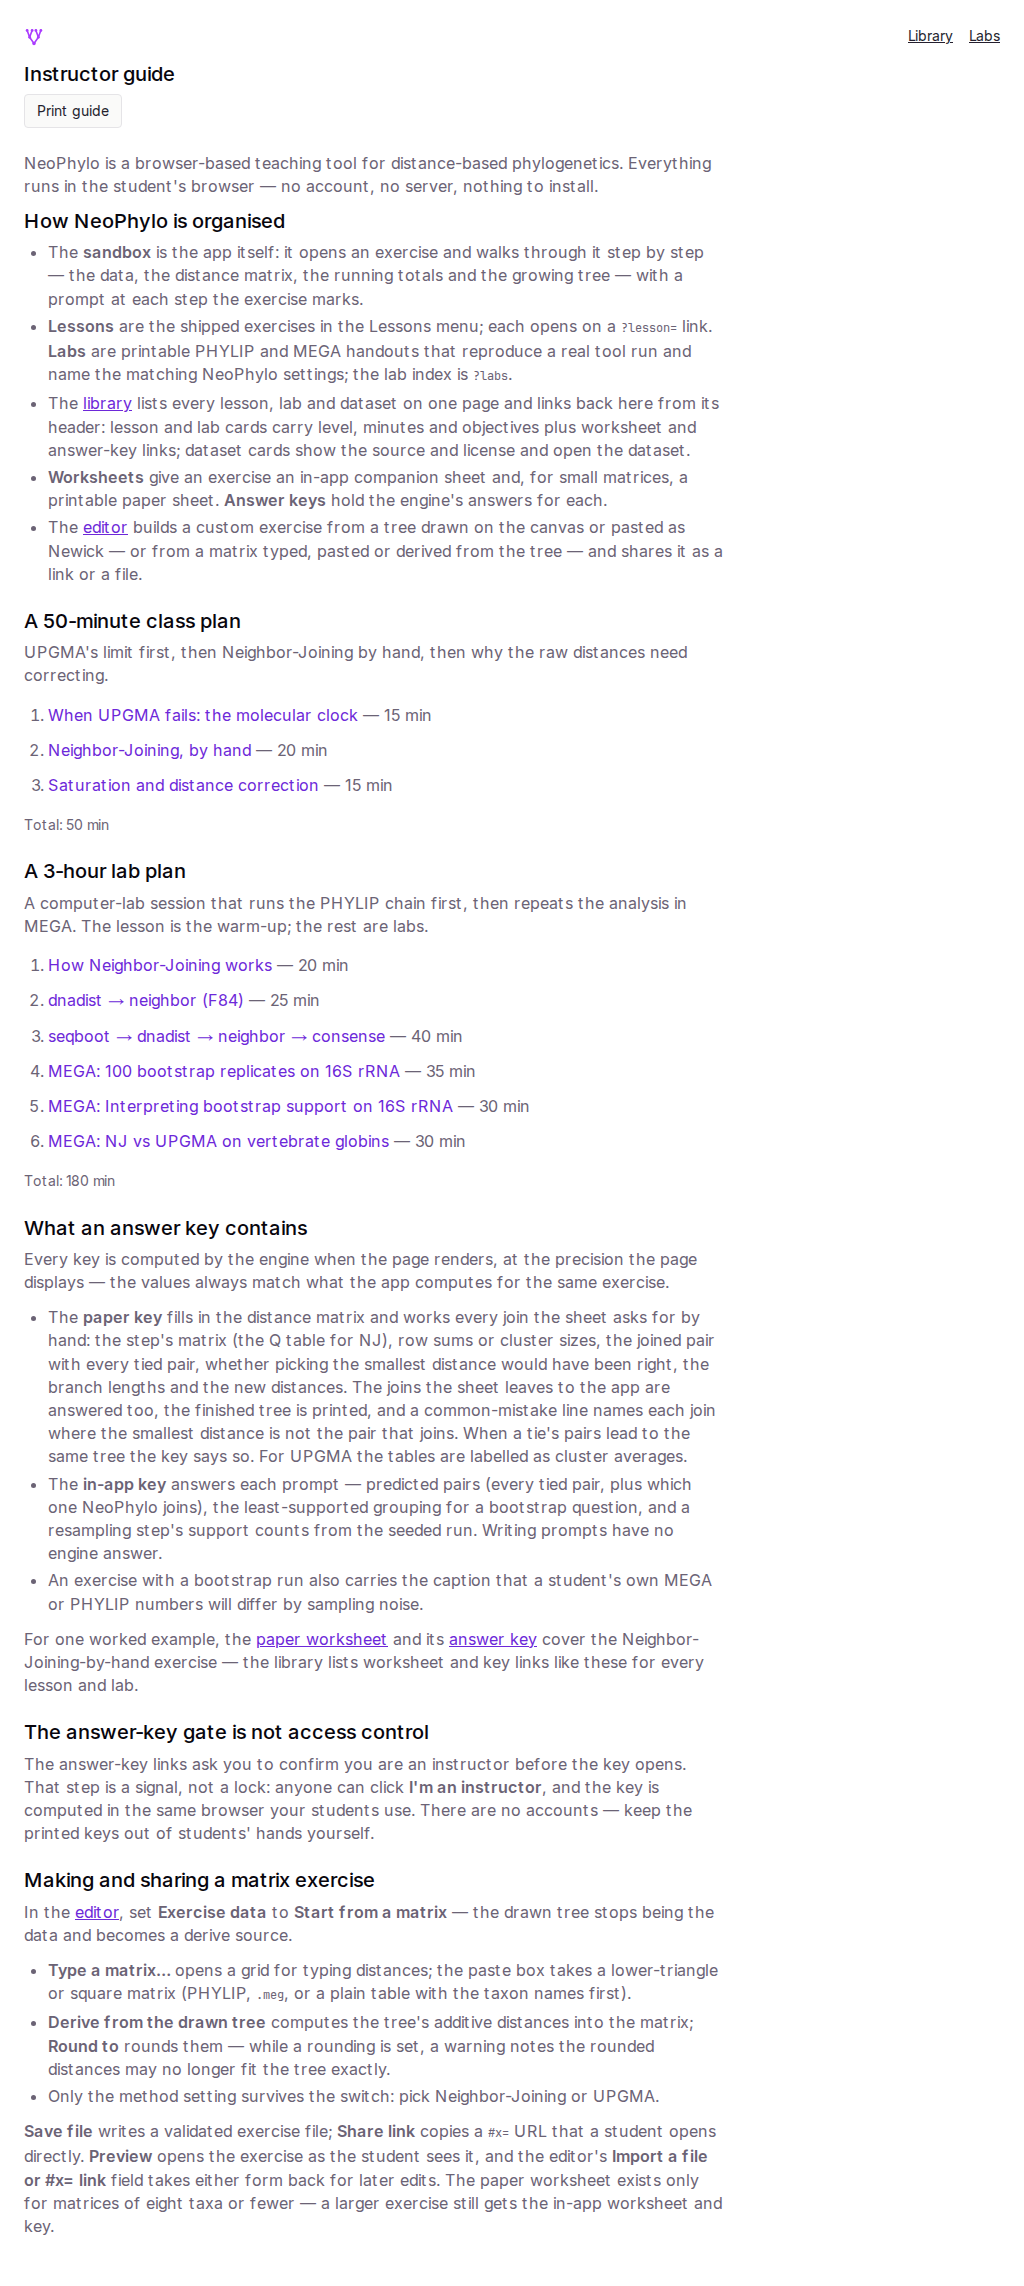 Library Labs
Instructor guide
Print guide
NeoPhylo is a browser-based teaching tool for distance-based phylogenetics. Everything
runs in the student's browser — no account, no server, nothing to install.
How NeoPhylo is organised
• The sandbox is the app itself: it opens an exercise and walks through it step by step
— the data, the distance matrix, the running totals and the growing tree — with a
prompt at each step the exercise marks.
• Lessons are the shipped exercises in the Lessons menu; each opens on a ?lesson= link.
Labs are printable PHYLIP and MEGA handouts that reproduce a real tool run and
name the matching NeoPhylo settings; the lab index is ?labs.
• The library lists every lesson, lab and dataset on one page and links back here from its
header: lesson and lab cards carry level, minutes and objectives plus worksheet and
answer-key links; dataset cards show the source and license and open the dataset.
• Worksheets give an exercise an in-app companion sheet and, for small matrices, a
printable paper sheet. Answer keys hold the engine's answers for each.
• The editor builds a custom exercise from a tree drawn on the canvas or pasted as
Newick — or from a matrix typed, pasted or derived from the tree — and shares it as a
link or a file.
A 50-minute class plan
UPGMA's limit first, then Neighbor-Joining by hand, then why the raw distances need
correcting.
1. When UPGMA fails: the molecular clock — 15 min
2. Neighbor-Joining, by hand — 20 min
3. Saturation and distance correction — 15 min
Total: 50 min
A 3-hour lab plan
A computer-lab session that runs the PHYLIP chain first, then repeats the analysis in
MEGA. The lesson is the warm-up; the rest are labs.
1. How Neighbor-Joining works — 20 min
2. dnadist → neighbor (F84) — 25 min
3. seqboot → dnadist → neighbor → consense — 40 min
4. MEGA: 100 bootstrap replicates on 16S rRNA — 35 min
5. MEGA: Interpreting bootstrap support on 16S rRNA — 30 min
6. MEGA: NJ vs UPGMA on vertebrate globins — 30 min
Total: 180 min
What an answer key contains
Every key is computed by the engine when the page renders, at the precision the page
displays — the values always match what the app computes for the same exercise.
• The paper key fills in the distance matrix and works every join the sheet asks for by
hand: the step's matrix (the Q table for NJ), row sums or cluster sizes, the joined pair
with every tied pair, whether picking the smallest distance would have been right, the
branch lengths and the new distances. The joins the sheet leaves to the app are
answered too, the finished tree is printed, and a common-mistake line names each join
where the smallest distance is not the pair that joins. When a tie's pairs lead to the
same tree the key says so. For UPGMA the tables are labelled as cluster averages.
• The in-app key answers each prompt — predicted pairs (every tied pair, plus which
one NeoPhylo joins), the least-supported grouping for a bootstrap question, and a
resampling step's support counts from the seeded run. Writing prompts have no
engine answer.
• An exercise with a bootstrap run also carries the caption that a student's own MEGA
or PHYLIP numbers will differ by sampling noise.
For one worked example, the paper worksheet and its answer key cover the Neighbor-
Joining-by-hand exercise — the library lists worksheet and key links like these for every
lesson and lab.
The answer-key gate is not access control
The answer-key links ask you to confirm you are an instructor before the key opens.
That step is a signal, not a lock: anyone can click I'm an instructor, and the key is
computed in the same browser your students use. There are no accounts — keep the
printed keys out of students' hands yourself.
Making and sharing a matrix exercise
In the editor, set Exercise data to Start from a matrix — the drawn tree stops being the
data and becomes a derive source.
• Type a matrix... opens a grid for typing distances; the paste box takes a lower-triangle
or square matrix (PHYLIP, .meg, or a plain table with the taxon names first).
• Derive from the drawn tree computes the tree's additive distances into the matrix;
Round to rounds them — while a rounding is set, a warning notes the rounded
distances may no longer fit the tree exactly.
• Only the method setting survives the switch: pick Neighbor-Joining or UPGMA.
Save file writes a validated exercise file; Share link copies a #x= URL that a student opens
directly. Preview opens the exercise as the student sees it, and the editor's Import a file
or #x= link field takes either form back for later edits. The paper worksheet exists only
for matrices of eight taxa or fewer — a larger exercise still gets the in-app worksheet and
key.